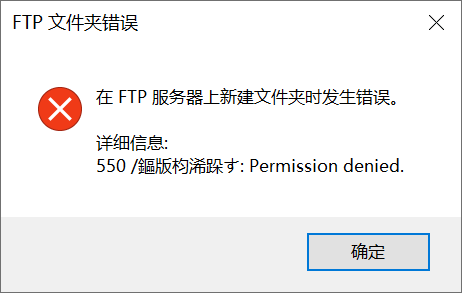 FTP 文件夹错误
在 FTP 服务器上新建文件夹时发生错误。
详细信息:
550 /鏂版枃浠跺す: Permission denied.
确定